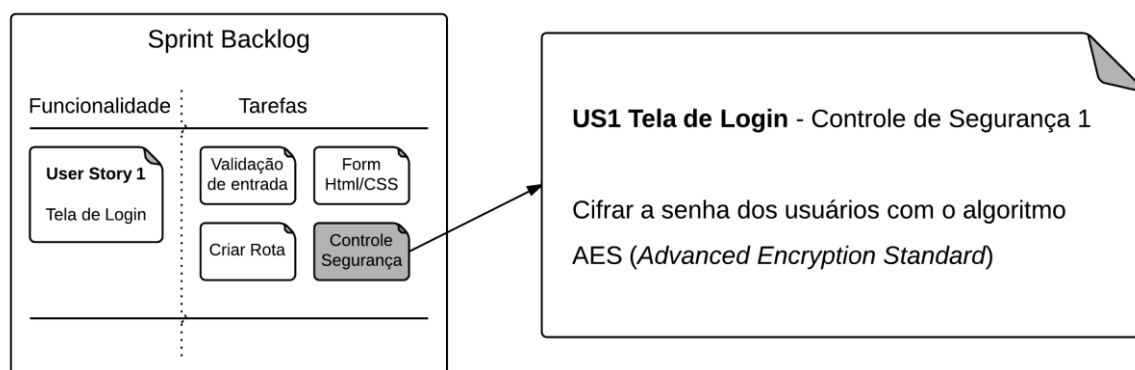 Sprint Backlog
Funcionalidade
Tarefas
User Story 1
Tela de Login
Validação
de entrada
Form
Html/CSS
Criar Rota
Controle
Segurança
US1 Tela de Login - Controle de Segurança 1
Cifrar a senha dos usuários com o algoritmo
AES (Advanced Encryption Standard)